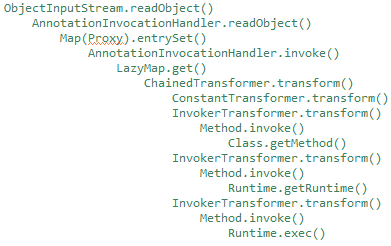 ObjectInputStream.readObject()
AnnotationInvocationHandler.readObject()
Map(Proxy).entrySet()
AnnotationInvocationHandler.invoke()
LazyMap.get()
ChainedTransformer.transform()
ConstantTransformer.transform()
InvokerTransformer.transform()
Method.invoke()
Class.getMethod()
InvokerTransformer.transform()
Method.invoke()
Runtime.getRuntime()
InvokerTransformer.transform()
Method.invoke()
Runtime.exec()